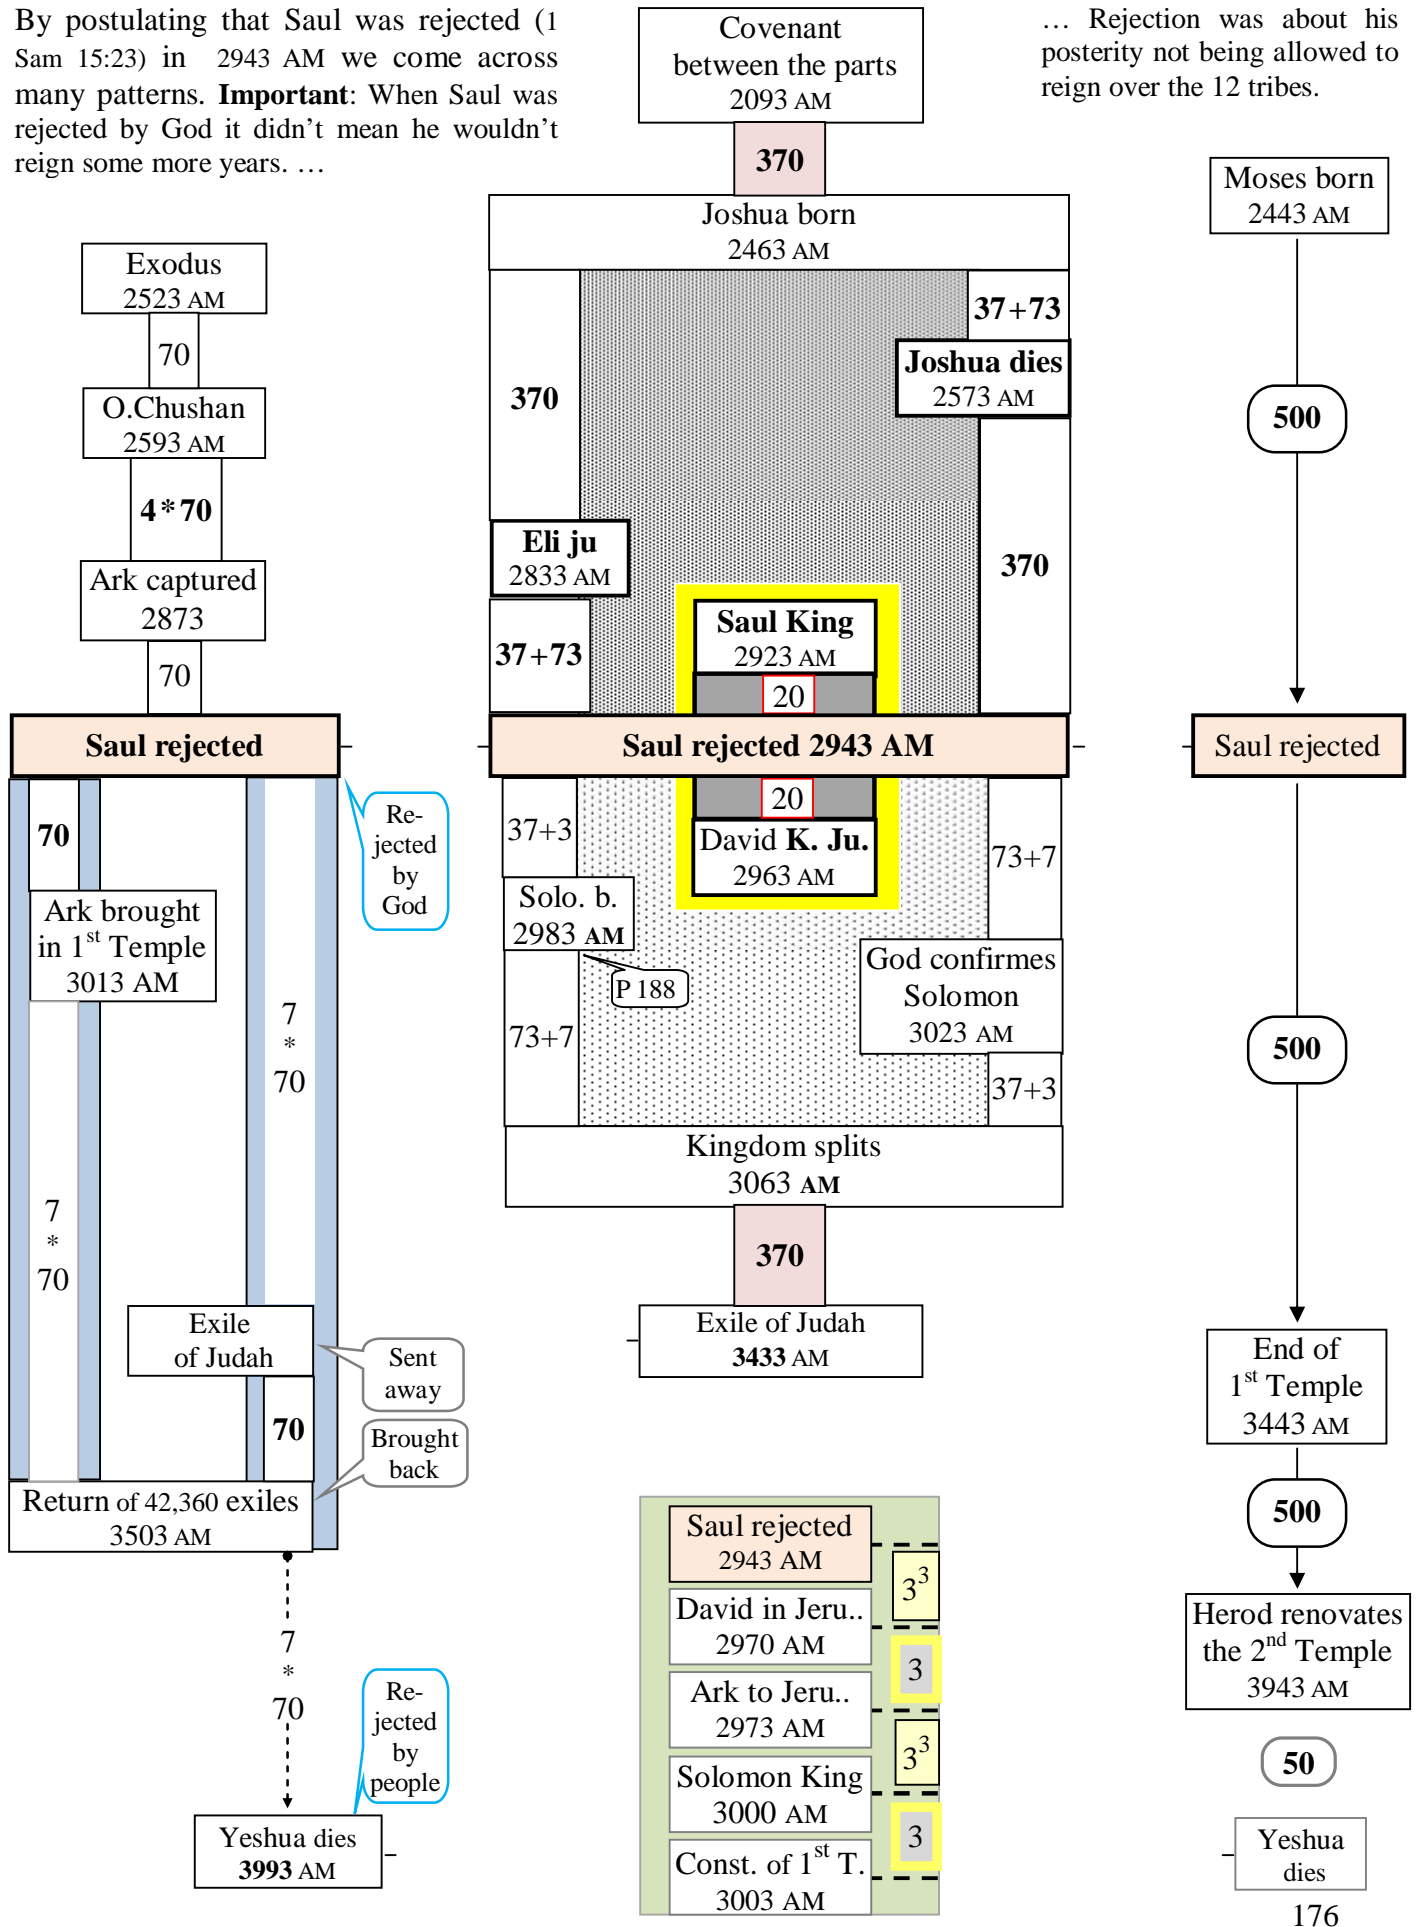 By postulating that Saul was rejected (1
Sam 15:23) in 2943 AM we come across
many patterns. Important: When Saul was
rejected by God it didn't mean he wouldn't
reign some more years. …
Covenant
between the parts
2093 AM
… Rejection was about his
posterity not being allowed to
reign over the 12 tribes.
Exodus
2523 AM
70
O.Chushan
2593 AM
4*70
Ark captured
2873
70
Saul rejected
Re-
jected
by
God
70
Ark brought
in 1st Temple
3013 AM
7
*
70
7
*
70
Exile
of Judah
Sent
away
70
Brought
back
Return of 42,360 exiles
3503 AM
7
*
70
Re-
jected
by
people
Yeshua dies
3993 AM
370
Joshua born
2463 AM
37+73
Joshua dies
2573 AM
370
Eli ju
2833 AM
370
37+73
Saul King
2923 AM
20
Saul rejected 2943 AM
20
David K. Ju.
2963 AM
37+3
Solo. b.
2983 AM
P 188
73+7
73+7
God confirmes
Solomon
3023 AM
37+3
Kingdom splits
3063 AM
370
Exile of Judah
3433 AM
Saul rejected
2943 AM
3³
David in Jeru..
2970 AM
3
Ark to Jeru..
2973 AM
3³
Solomon King
3000 AM
3
Const. of 1st T.
3003 AM
Moses born
2443 AM
500
Saul rejected
500
End of
1st Temple
3443 AM
500
Herod renovates
the 2nd Temple
3943 AM
50
Yeshua
dies
176